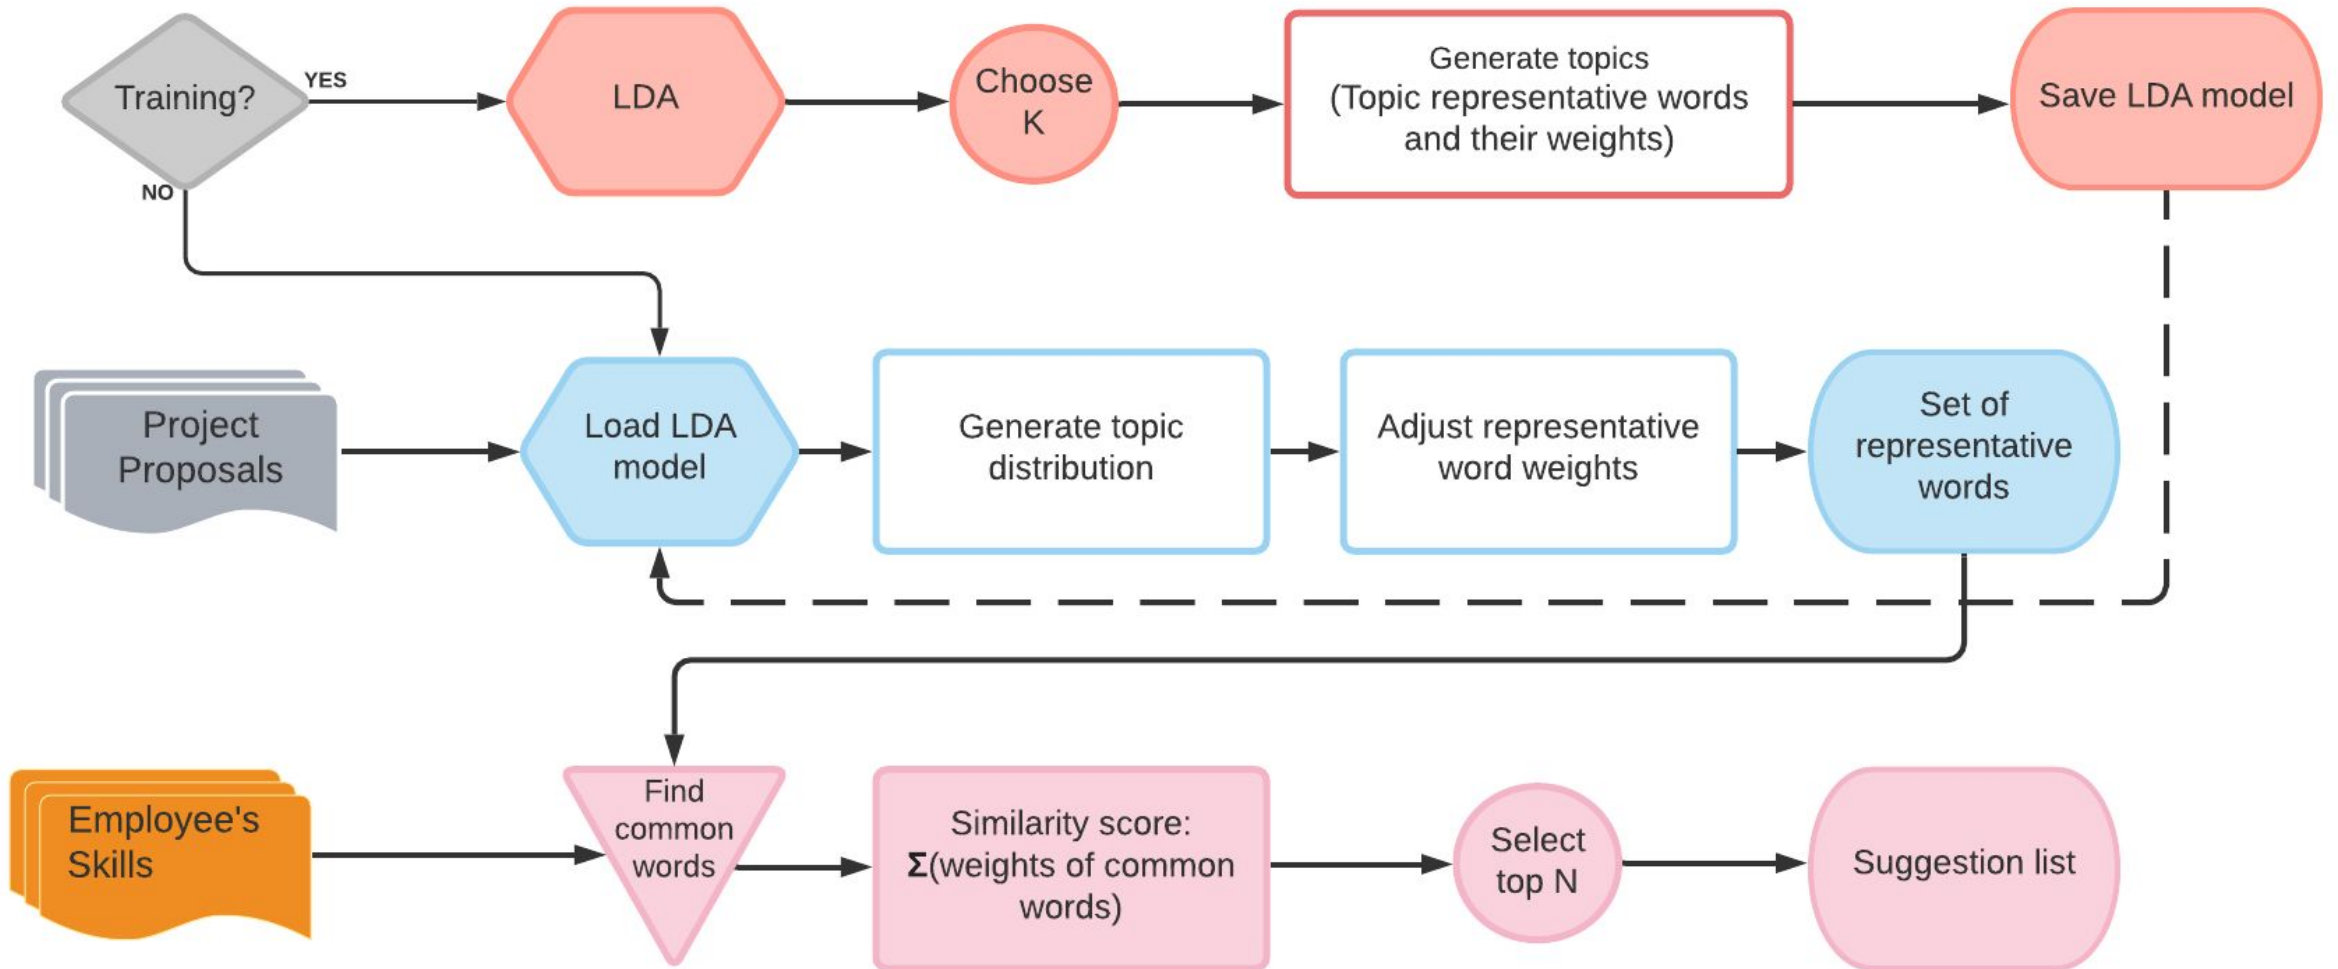 Training?
YES
NO
LDA
Choose
K
Generate topics
(Topic representative words
and their weights)
Save LDA model
Project
Proposals
Load LDA
model
Generate topic
distribution
Adjust representative
word weights
Set of
representative
words
Employee's
Skills
Find
common
words
Similarity score:
Σ(weights of common
words)
Select
top N
Suggestion list